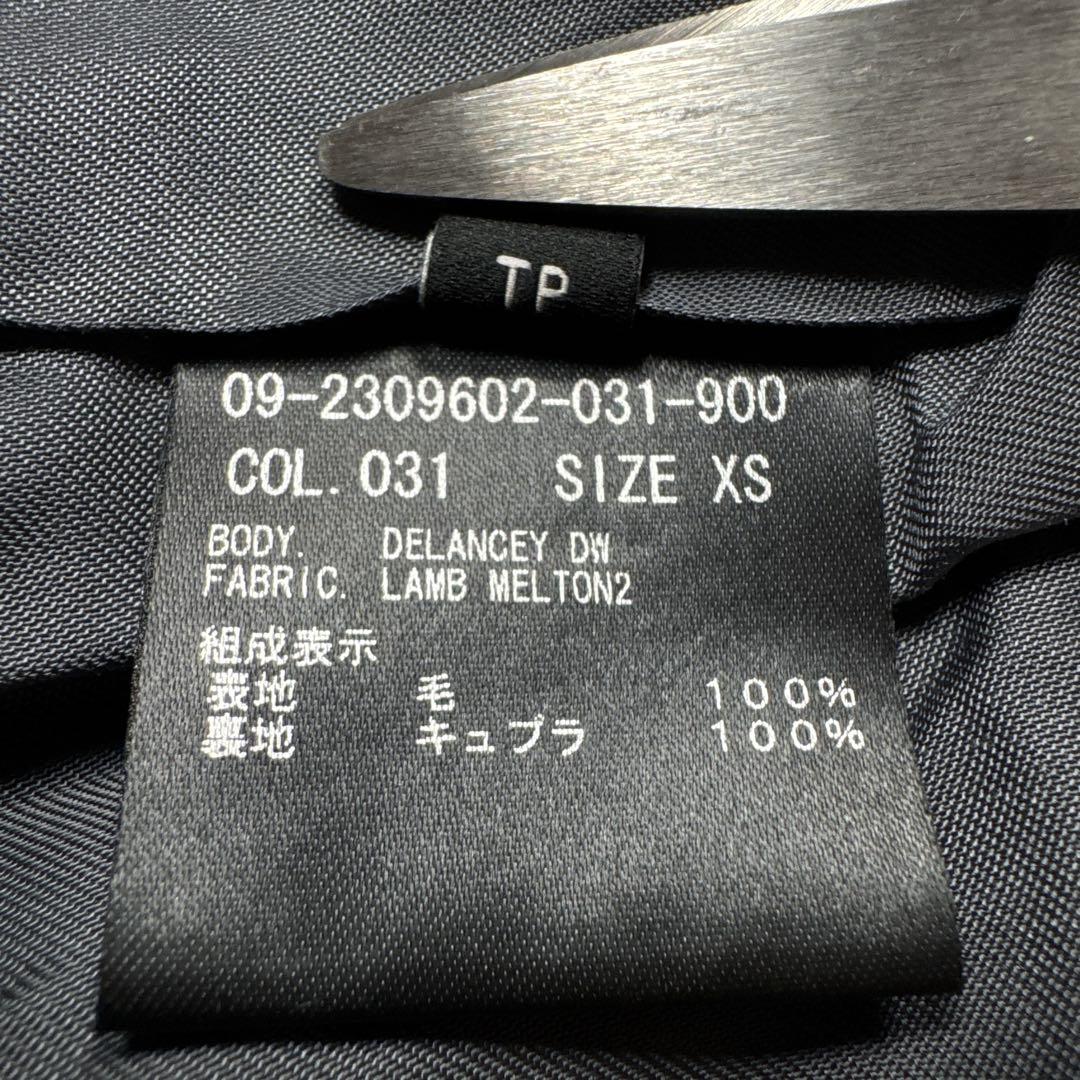 TP
09-2309602-031-900
COL. 031 SIZE XS
BODY. DELANCEY DW
FABRIC. LAMB MELTON2
組成表示
表地 毛 100%
裏地 キュプラ 100%